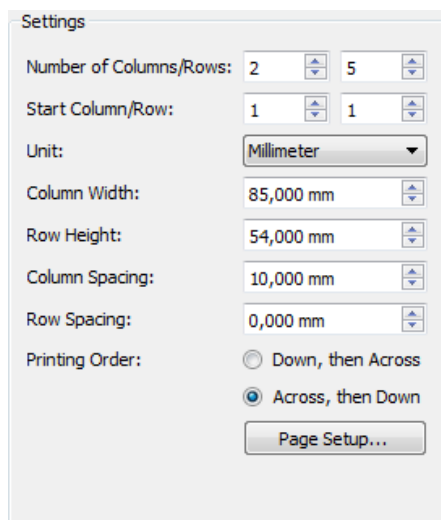 Settings
Number of Columns/Rows: 2 5
Start Column/Row: 1 1
Unit: Millimeter
Column Width: 85,000 mm
Row Height: 54,000 mm
Column Spacing: 10,000 mm
Row Spacing: 0,000 mm
Printing Order: Down, then Across
Across, then Down
Page Setup...